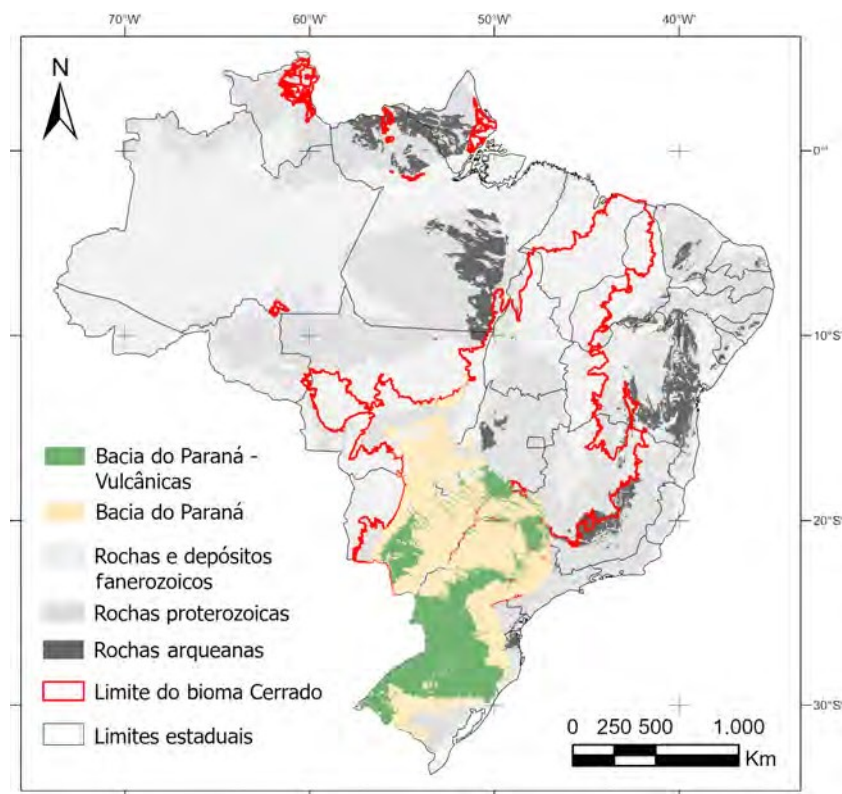 70°W
60°W
50°W
40°W
N
0°
10°S
20°S
30°S
Bacia do Paraná -
Vulcânicas
Bacia do Paraná
Rochas e depósitos
fanerozoicos
Rochas proterozoicas
Rochas arqueanas
Limite do bioma Cerrado
Limites estaduais
0 250 500 1.000
Km